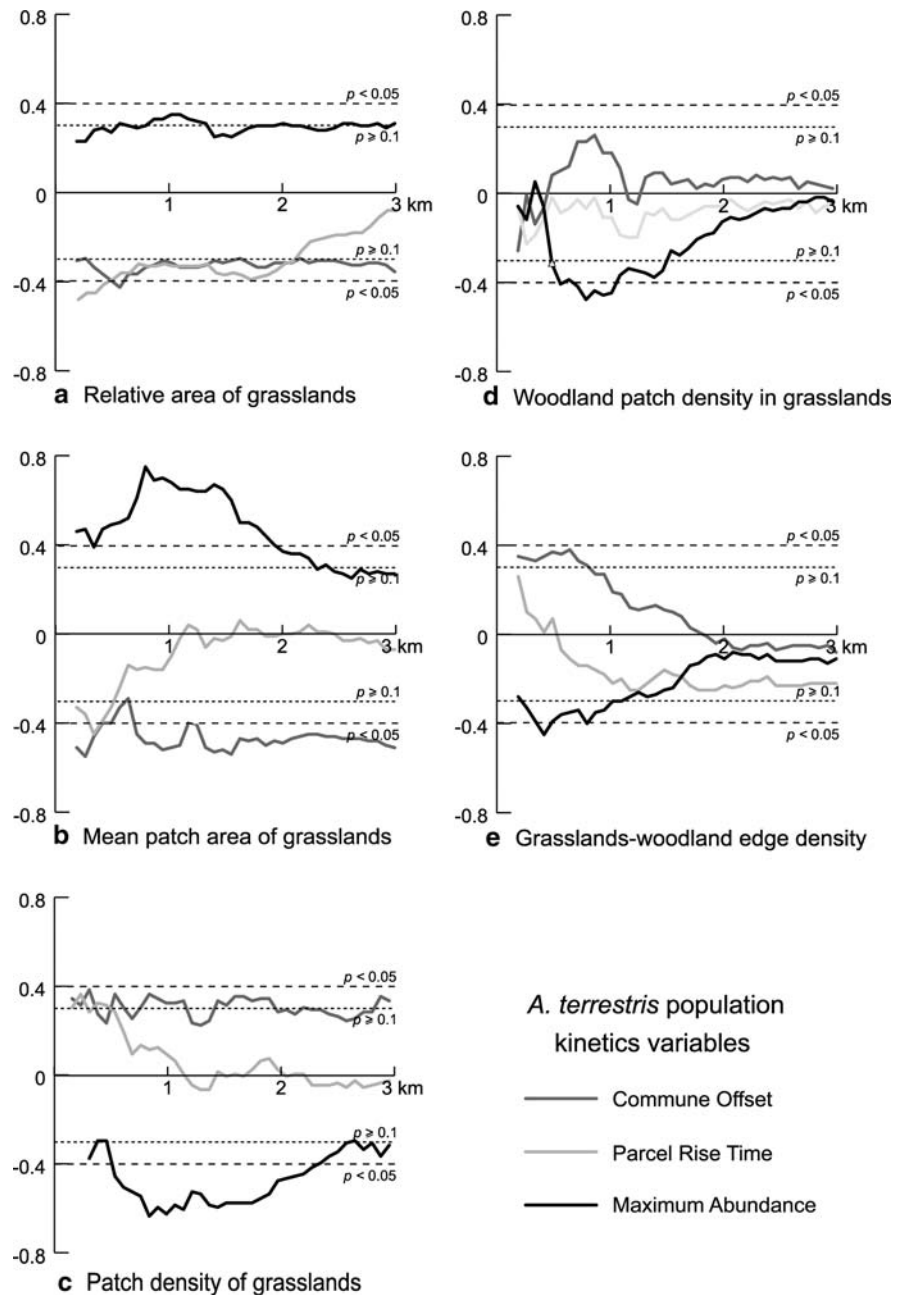 0.8
0.4
0
-0.4
-0.8
p < 0.05
p ⩾ 0.1
1
2
3 km
p ⩾ 0.1
p < 0.05
a Relative area of grasslands
0.8
0.4
0
-0.4
-0.8
p < 0.05
p ⩾ 0.1
1
2
3 km
p ⩾ 0.1
p < 0.05
d Woodland patch density in grasslands
0.8
0.4
0
-0.4
-0.8
p < 0.05
p ⩾ 0.1
1
2
3 km
p ⩾ 0.1
p < 0.05
b Mean patch area of grasslands
0.8
0.4
0
-0.4
-0.8
p < 0.05
p ⩾ 0.1
1
2
3 km
p ⩾ 0.1
p < 0.05
e Grasslands-woodland edge density
0.8
0.4
0
-0.4
-0.8
p < 0.05
p ⩾ 0.1
1
2
3 km
p ⩾ 0.1
p < 0.05
c Patch density of grasslands
A. terrestris population
kinetics variables
Commune Offset
Parcel Rise Time
Maximum Abundance